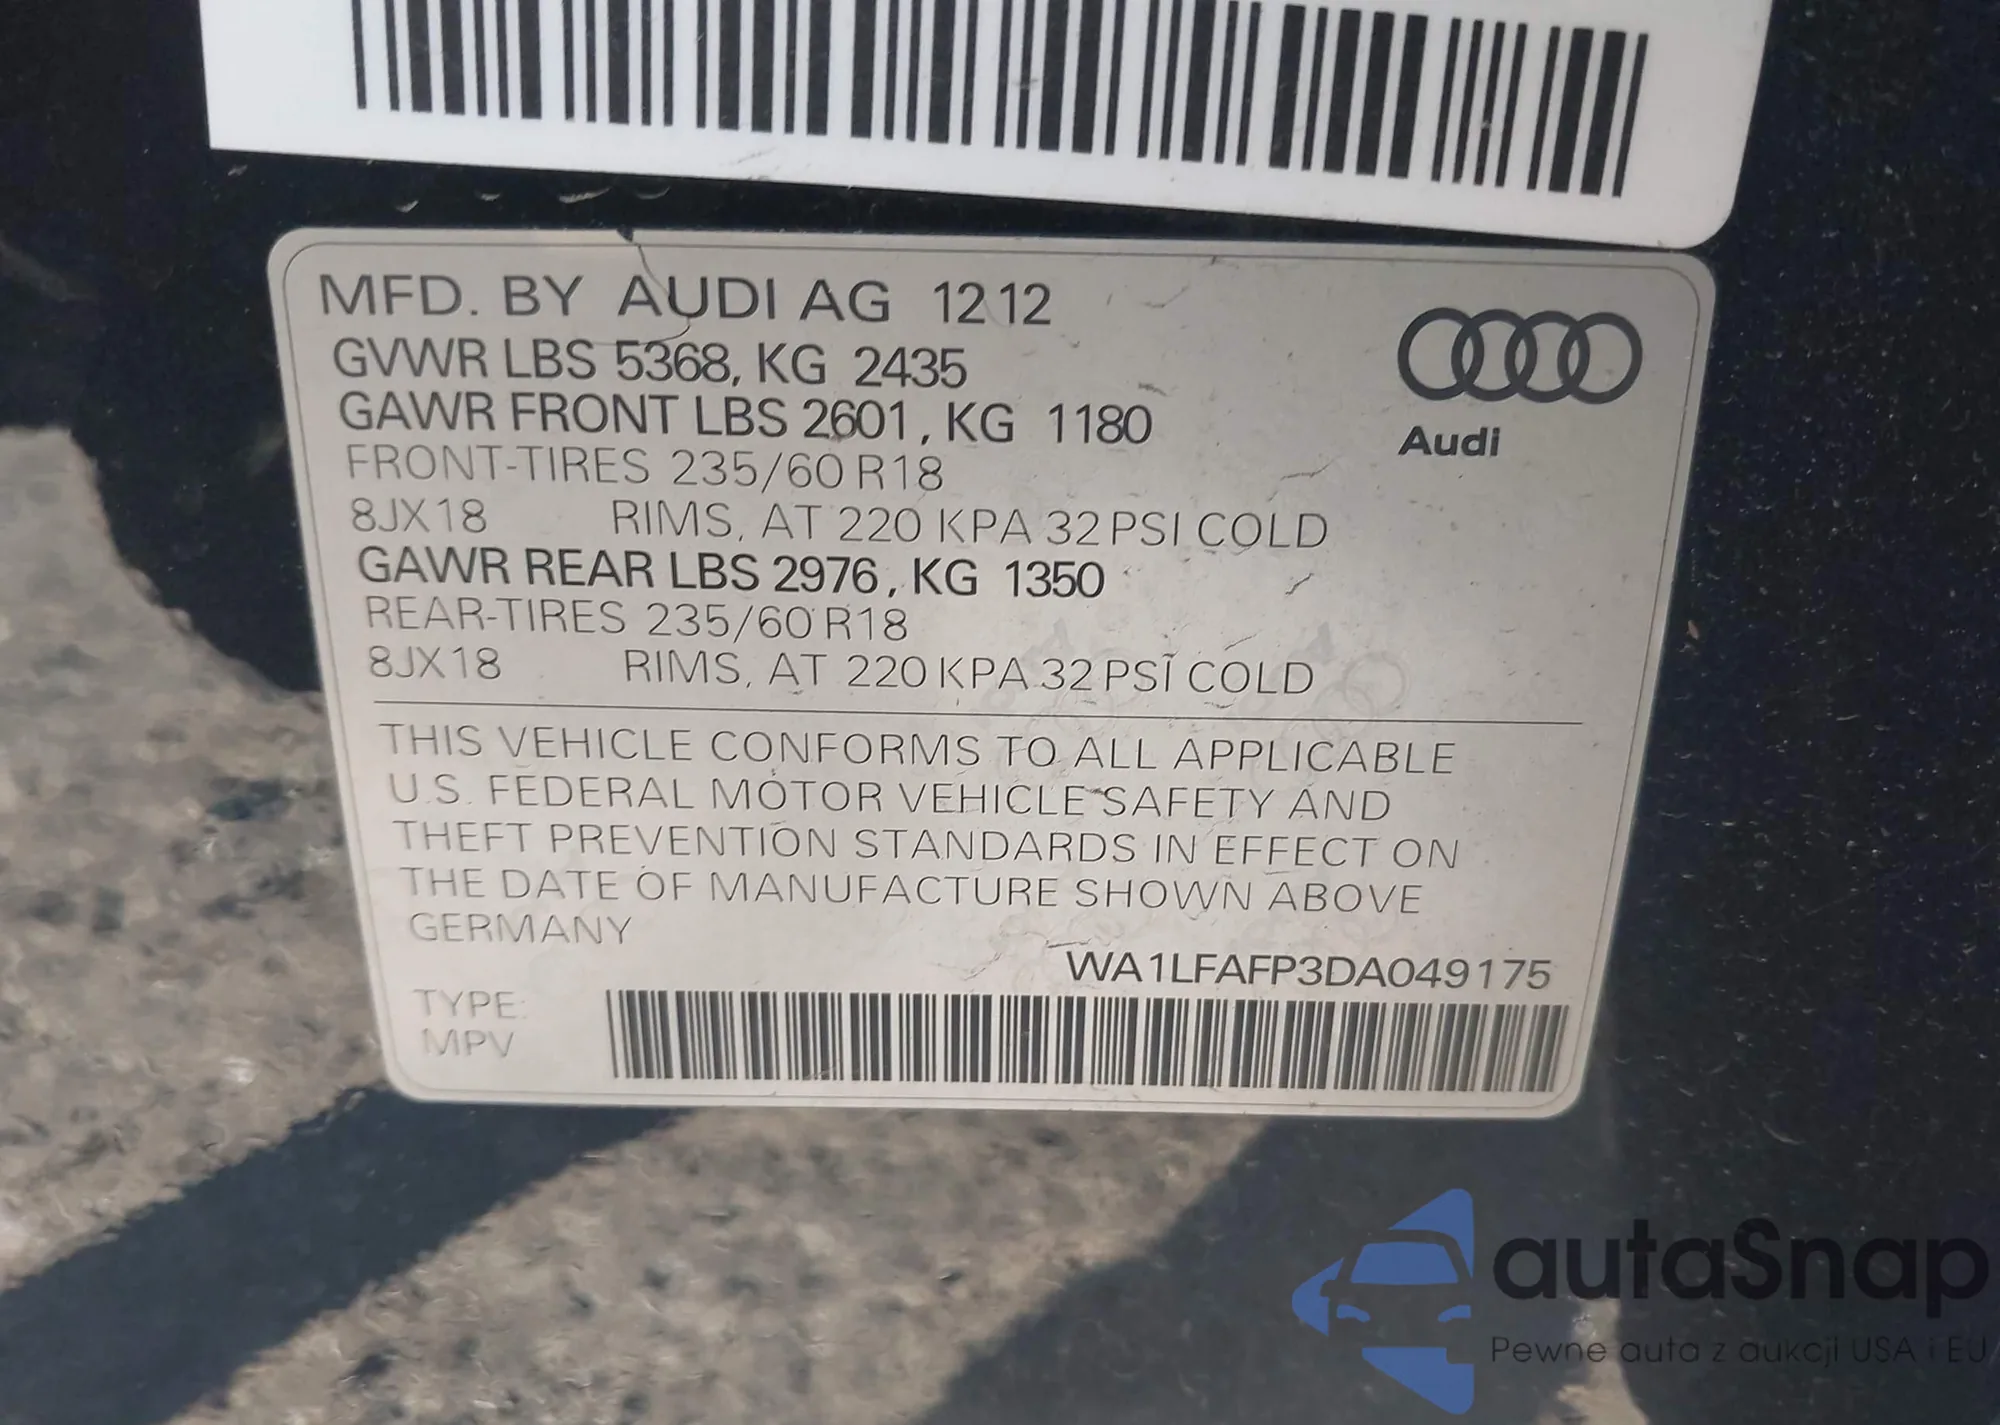 MFD. BY AUDI AG 12 12
GVWR LBS 5368, KG 2435
GAWR FRONT LBS 2601, KG 1180
FRONT-TIRES 235/60 R18
8JX18 RIMS, AT 220 KPA 32 PSI COLD
GAWR REAR LBS 2976, KG 1350
REAR-TIRES 235/60 R18
8JX18 RIMS, AT 220 KPA 32 PSI COLD
Audi
THIS VEHICLE CONFORMS TO ALL APPLICABLE
U.S. FEDERAL MOTOR VEHICLE SAFETY AND
THEFT PREVENTION STANDARDS IN EFFECT ON
THE DATE OF MANUFACTURE SHOWN ABOVE
GERMANY
WA1LFAFP3DA049175
TYPE:
MPV
autaSnap
Pewne auta z aukcji USA i EU